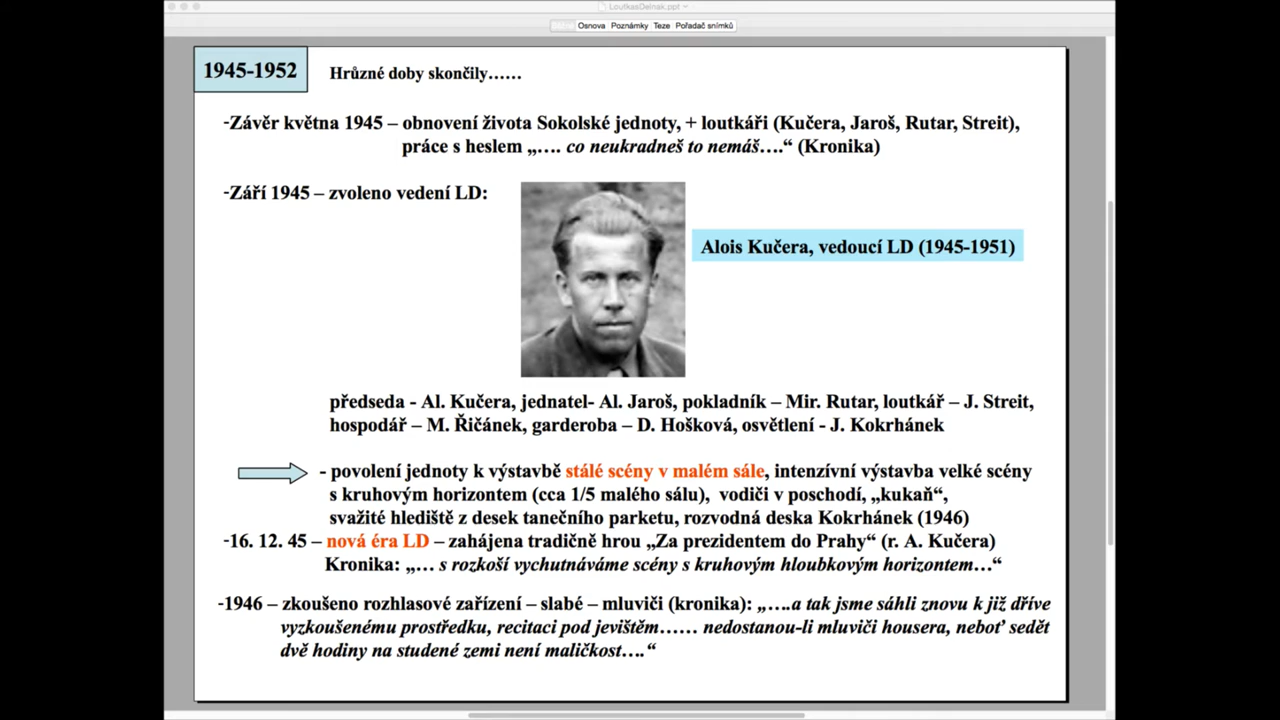 LoutkasDelnak.ppt
Osnova Poznámky Teze Pořadač snímků
1945-1952
Hrůzné doby skončily……
-Závěr května 1945 – obnovení života Sokolské jednoty, + loutkáři (Kučera, Jaroš, Rutar, Streit),
práce s heslem „…. co neukradneš to nemáš….“ (Kronika)
-Září 1945 – zvoleno vedení LD:
Alois Kučera, vedoucí LD (1945-1951)
předseda - Al. Kučera, jednatel- Al. Jaroš, pokladník – Mir. Rutar, loutkář – J. Streit,
hospodář – M. Řičánek, garderoba – D. Hošková, osvětlení - J. Kokrhánek
- povolení jednoty k výstavbě stálé scény v malém sále, intenzívní výstavba velké scény
s kruhovým horizontem (cca 1/5 malého sálu), vodiči v poschodí, „kukaň“,
svažité hlediště z desek tanečního parketu, rozvodná deska Kokrhánek (1946)
-16. 12. 45 – nová éra LD – zahájena tradičně hrou „Za prezidentem do Prahy“ (r. A. Kučera)
Kronika: „… s rozkoší vychutnáváme scény s kruhovým hloubkovým horizontem…“
-1946 – zkoušeno rozhlasové zařízení – slabé – mluviči (kronika): „….a tak jsme sáhli znovu k již dříve
vyzkoušenému prostředku, recitaci pod jevištěm…… nedostanou-li mluviči housera, neboť sedět
dvě hodiny na studené zemi není maličkost….“